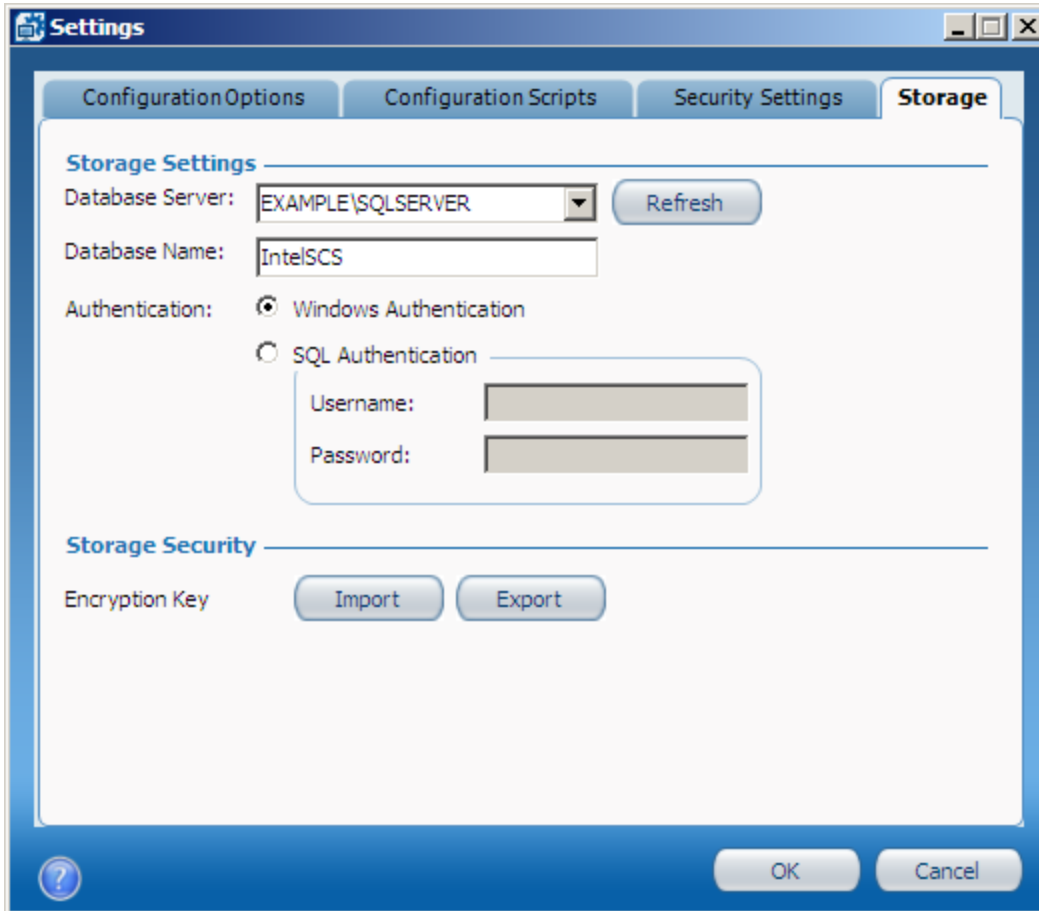 Settings
Configuration Options Configuration Scripts Security Settings Storage
Storage Settings
Database Server: EXAMPLE\SQLSERVER Refresh
Database Name: IntelSCS
Authentication: Windows Authentication
SQL Authentication
Username:
Password:
Storage Security
Encryption Key Import Export
? OK Cancel